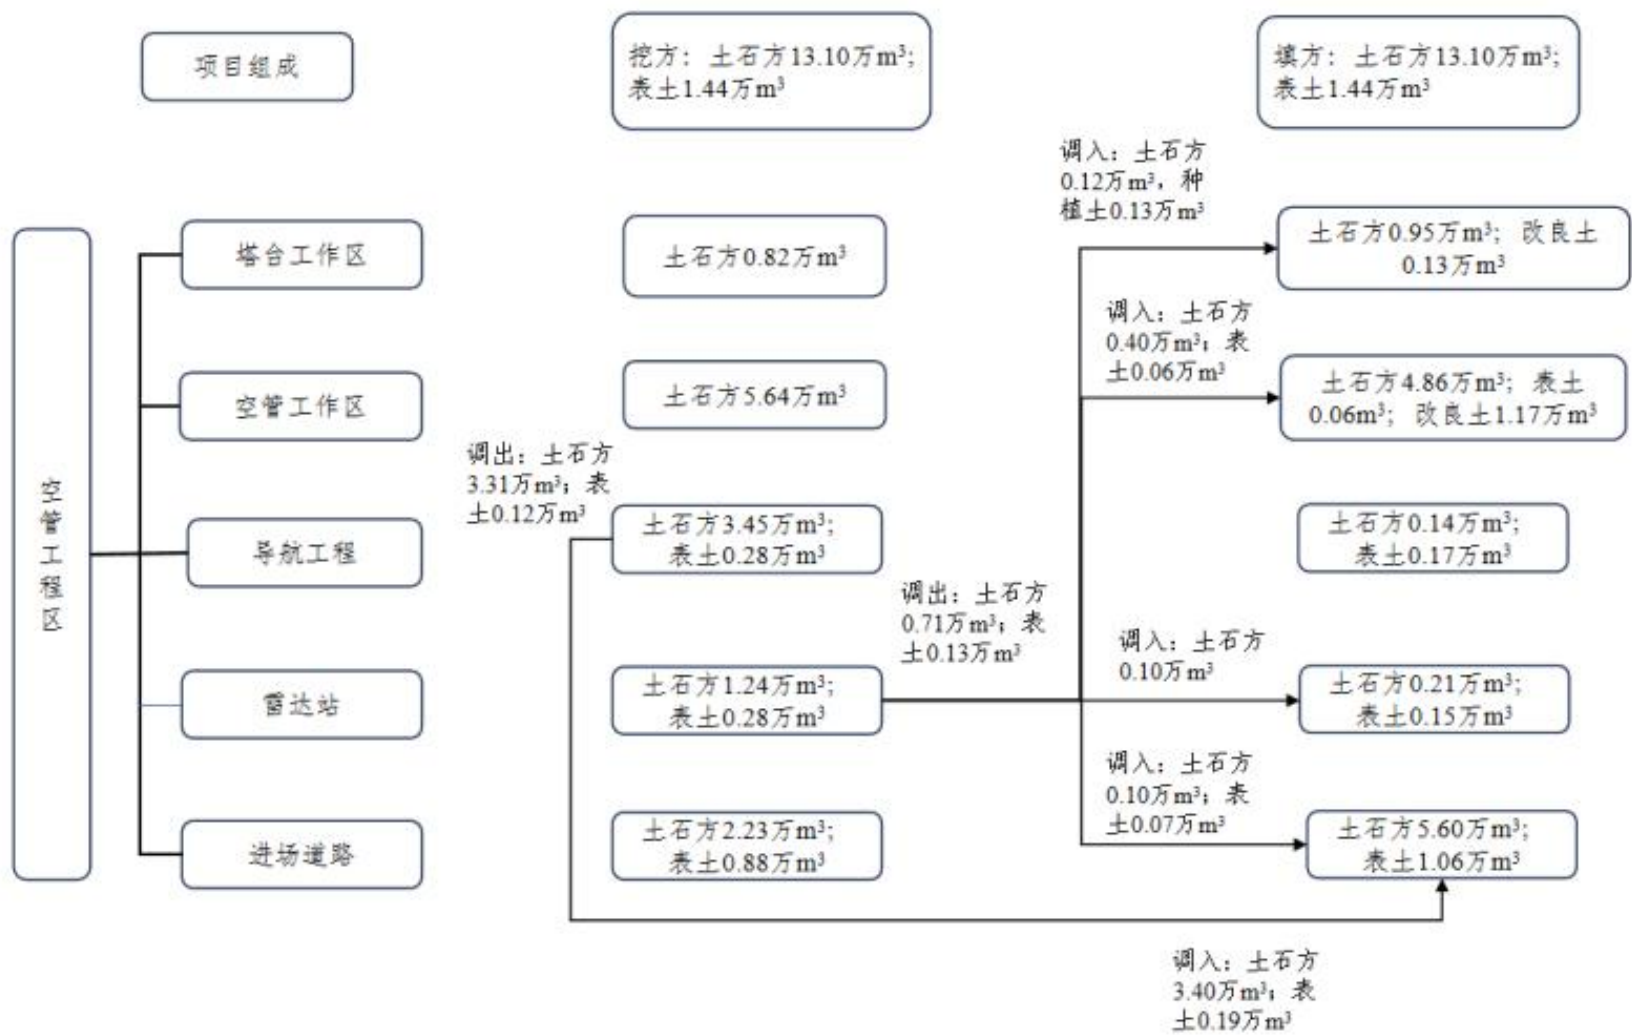 项目组成
挖方：土石方13.10万m³;
表土1.44万m³
填方：土石方13.10万m³;
表土1.44万m³
调入：土石方
0.12万m³，种
植土0.13万m³
空管工程区
塔台工作区
土石方0.82万m³
土石方0.95万m³；改良土
0.13万m³
调入：土石方
0.40万m³；表
土0.06万m³
空管工作区
土石方5.64万m³
土石方4.86万m³；表土
0.06m³；改良土1.17万m³
调出：土石方
3.31万m³；表
土0.12万m³
导航工程
土石方3.45万m³;
表土0.28万m³
土石方0.14万m³;
表土0.17万m³
调出：土石方
0.71万m³；表
土0.13万m³
调入：土石方
0.10万m³
雷达站
土石方1.24万m³;
表土0.28万m³
土石方0.21万m³;
表土0.15万m³
调入：土石方
0.10万m³；表
土0.07万m³
进场道路
土石方2.23万m³;
表土0.88万m³
土石方5.60万m³;
表土1.06万m³
调入：土石方
3.40万m³；表
土0.19万m³